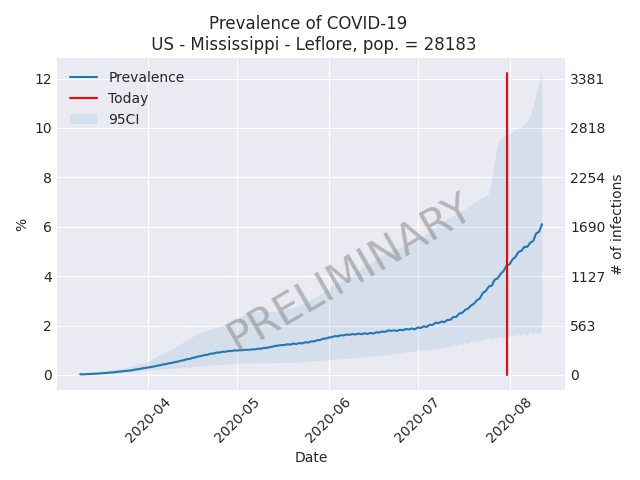 Prevalence of COVID-19
US - Mississippi - Leflore, pop. = 28183
Prevalence
Today
95CI
PRELIMINARY
%
12
10
8
6
4
2
0
3381
2818
2254
1690
1127
563
0
# of infections
2020-04
2020-05
2020-06
2020-07
2020-08
Date